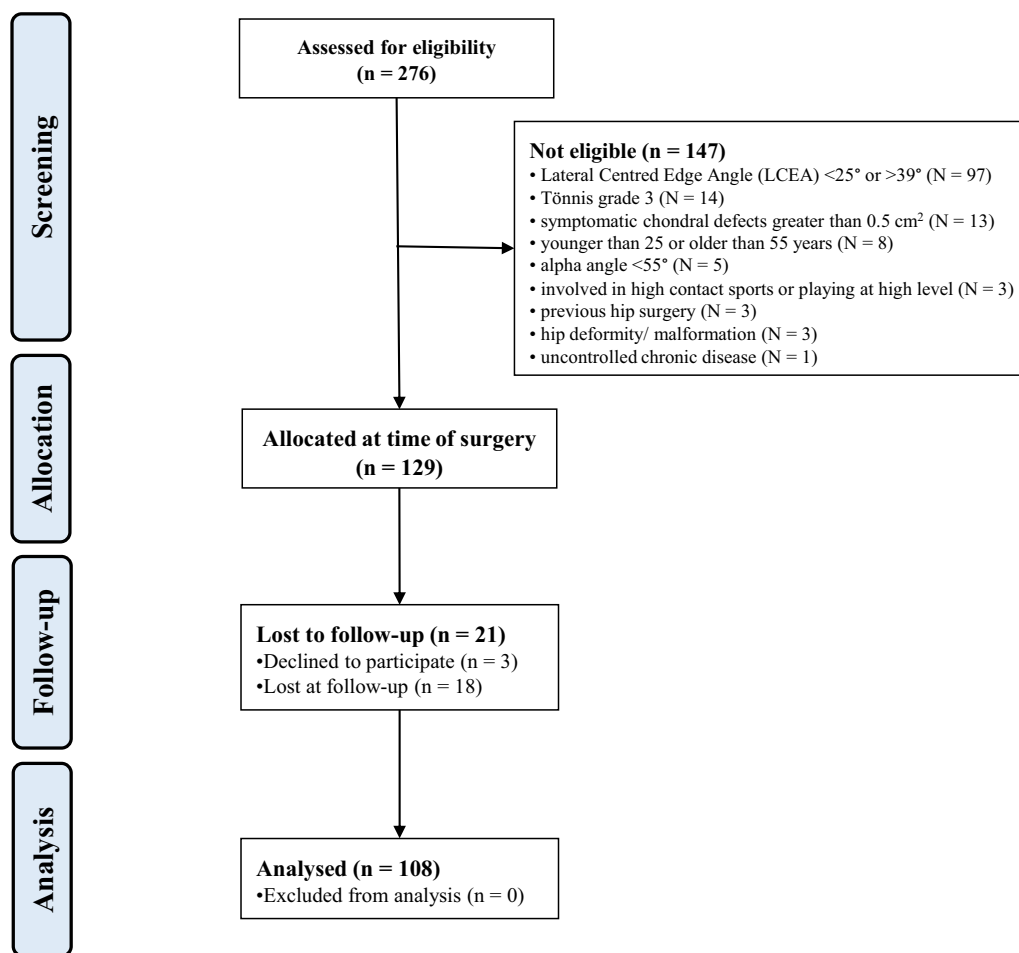 Screening
Assessed for eligibility
(n = 276)
Not eligible (n = 147)
• Lateral Centred Edge Angle (LCEA) <25° or >39° (N = 97)
• Tönnis grade 3 (N = 14)
• symptomatic chondral defects greater than 0.5 cm² (N = 13)
• younger than 25 or older than 55 years (N = 8)
• alpha angle <55° (N = 5)
• involved in high contact sports or playing at high level (N = 3)
• previous hip surgery (N = 3)
• hip deformity/ malformation (N = 3)
• uncontrolled chronic disease (N = 1)
Allocation
Allocated at time of surgery
(n = 129)
Follow-up
Lost to follow-up (n = 21)
•Declined to participate (n = 3)
•Lost at follow-up (n = 18)
Analysis
Analysed (n = 108)
•Excluded from analysis (n = 0)